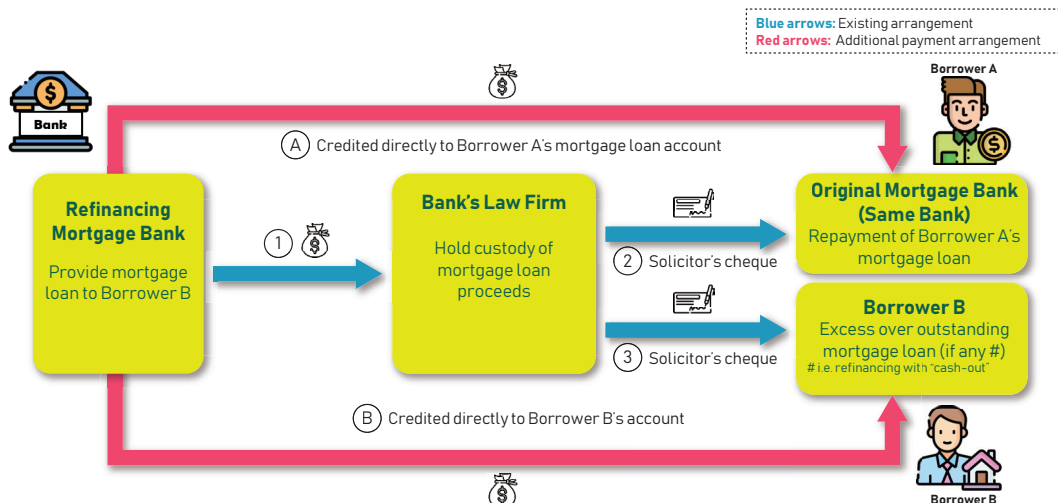 Blue arrows: Existing arrangement
Red arrows: Additional payment arrangement
Borrower A
Bank
A Credited directly to Borrower A's mortgage loan account
Refinancing
Mortgage Bank
Provide mortgage
loan to Borrower B
1
Bank's Law Firm
Hold custody of
mortgage loan
proceeds
2 Solicitor's cheque
3 Solicitor's cheque
Original Mortgage Bank
(Same Bank)
Repayment of Borrower A's
mortgage loan
Borrower B
Excess over outstanding
mortgage loan (if any #)
# i.e. refinancing with "cash-out"
B Credited directly to Borrower B's account
Borrower B